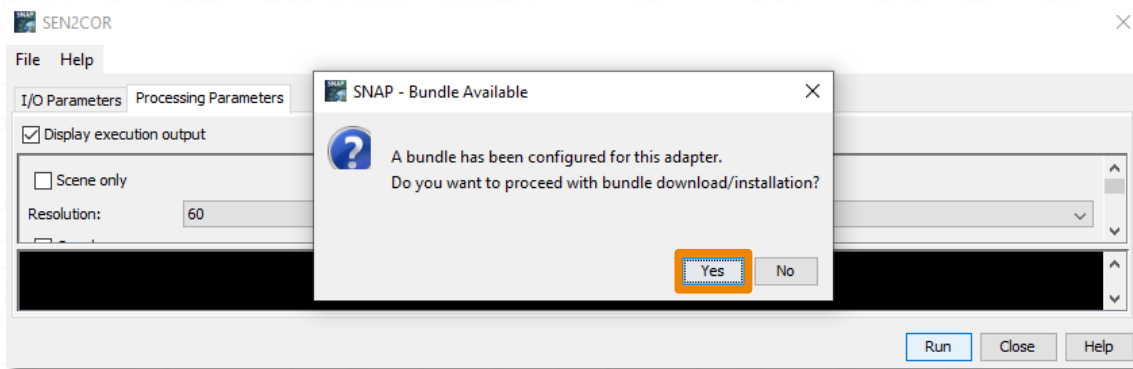 SEN2COR
File Help
I/O Parameters Processing Parameters
Display execution output
Scene only
Resolution: 60
SNAP - Bundle Available
A bundle has been configured for this adapter.
Do you want to proceed with bundle download/installation?
Yes No
Run Close Help